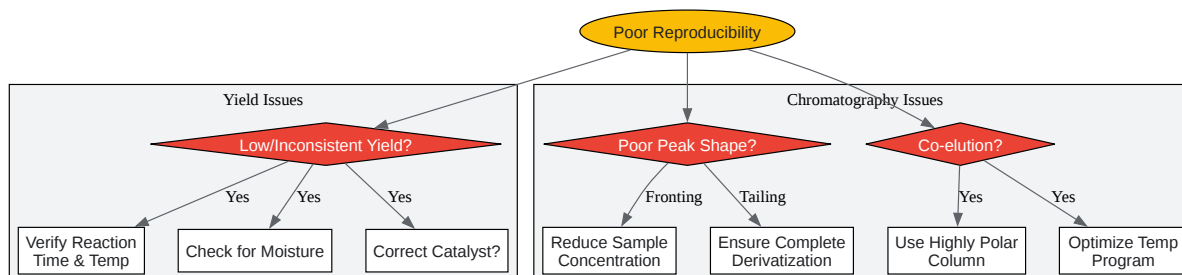 Poor Reproducibility
Yield Issues
Chromatography Issues
Low/Inconsistent Yield?
Poor Peak Shape?
Co-elution?
Yes
Yes
Yes
Fronting
Tailing
Yes
Yes
Verify Reaction
Time & Temp
Check for Moisture
Correct Catalyst?
Reduce Sample
Concentration
Ensure Complete
Derivatization
Use Highly Polar
Column
Optimize Temp
Program